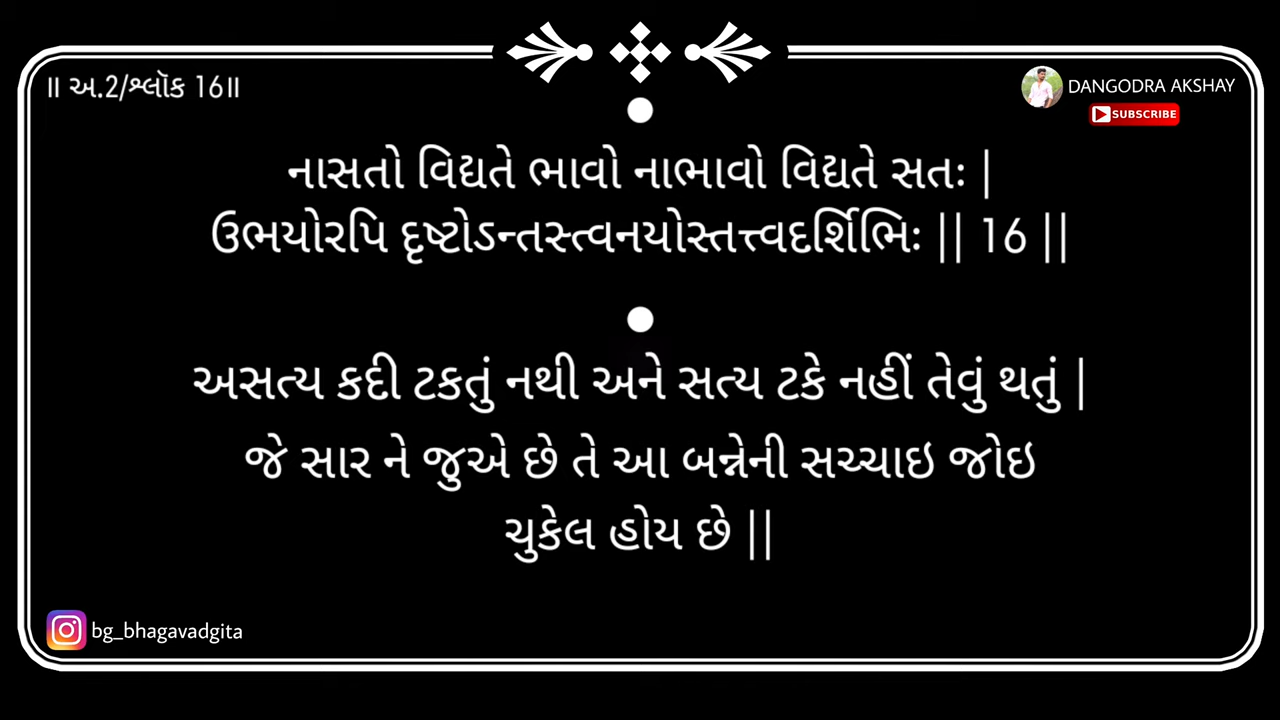 ॥ અ.2/શ્લૉક 16॥
DANGODRA AKSHAY
SUBSCRIBE
નાસતો વિદ્યતે ભાવો નાભાવો વિદ્યતે સતઃ |
ઉભયોરપિ દૃષ્ટોઽન્તસ્ત્વનયોસ્તત્ત્વદર્શિભિઃ || 16 ||
અસત્ય કદી ટકતું નથી અને સત્ય ટકે નહીં તેવું થતું |
જે સાર ને જુએ છે તે આ બન્નેની સચ્ચાઇ જોઇ
ચુકેલ હોય છે ||
bg_bhagavadgita